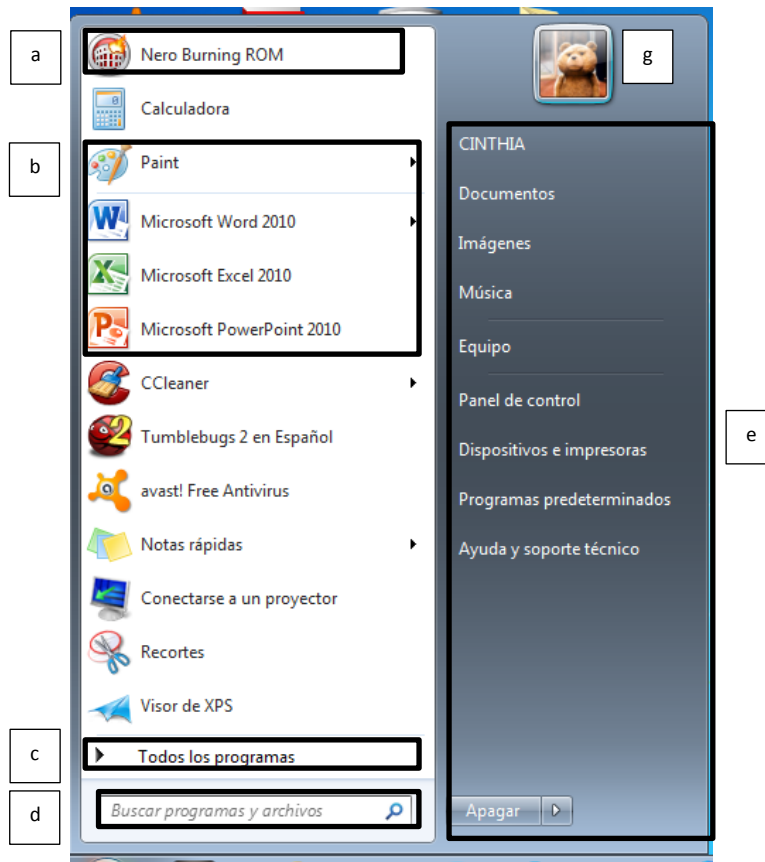 a
Nero Burning ROM
g
Calculadora
b
Paint
Microsoft Word 2010
Microsoft Excel 2010
Microsoft PowerPoint 2010
CCleaner
Tumblebugs 2 en Español
avast! Free Antivirus
Notas rápidas
Conectarse a un proyector
Recortes
Visor de XPS
c
Todos los programas
d
Buscar programas y archivos
CINTHIA
Documentos
Imágenes
Música
Equipo
Panel de control
e
Dispositivos e impresoras
Programas predeterminados
Ayuda y soporte técnico
Apagar